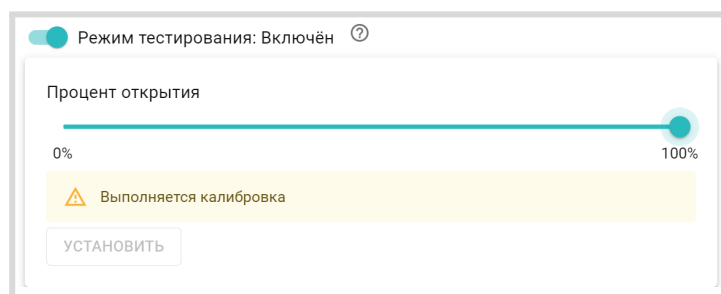 Режим тестирования: Включён
Процент открытия
0% 100%
Выполняется калибровка
УСТАНОВИТЬ